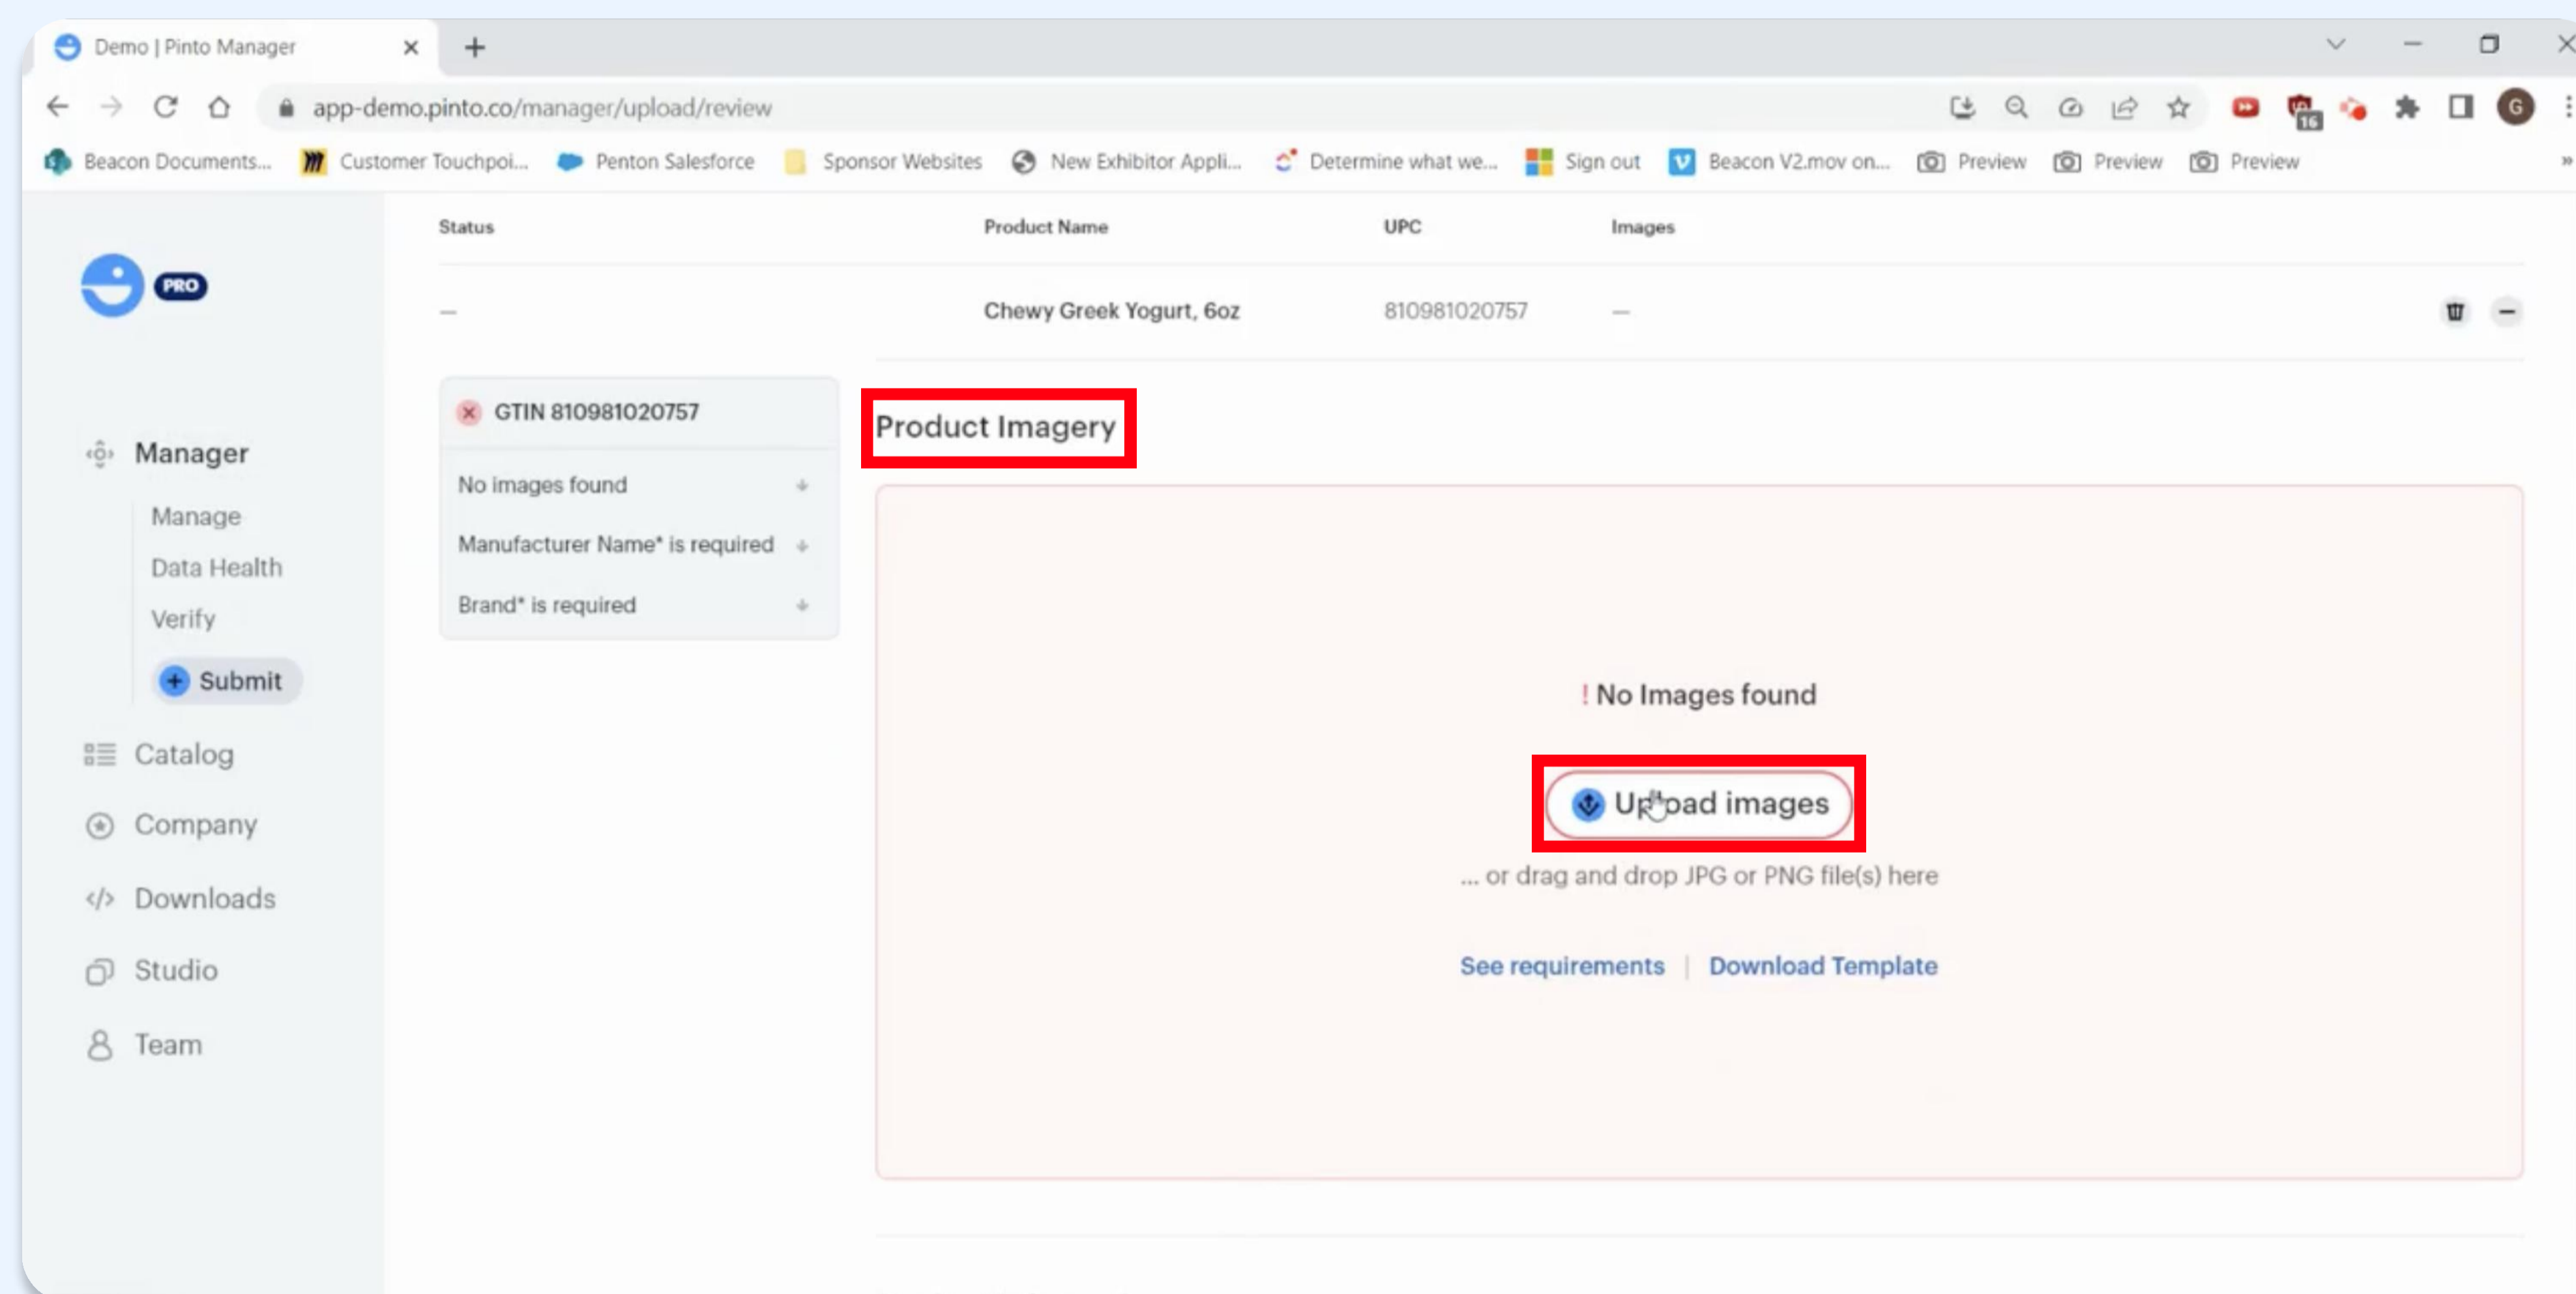 Demo | Pinto Manager
app-demo.pinto.co/manager/upload/review
16
G
Beacon Documents... Customer Touchpoi... Penton Salesforce Sponsor Websites New Exhibitor Appli... Determine what we... Sign out Beacon V2.mov on... Preview Preview Preview »
Status Product Name UPC Images
PRO
— Chewy Greek Yogurt, 6oz 810981020757 —
GTIN 810981020757
No images found
Manufacturer Name* is required
Brand* is required
Manager
Manage
Data Health
Verify
Submit
Catalog
Company
Downloads
Studio
Team
Product Imagery
! No Images found
Upload images
... or drag and drop JPG or PNG file(s) here
See requirements | Download Template